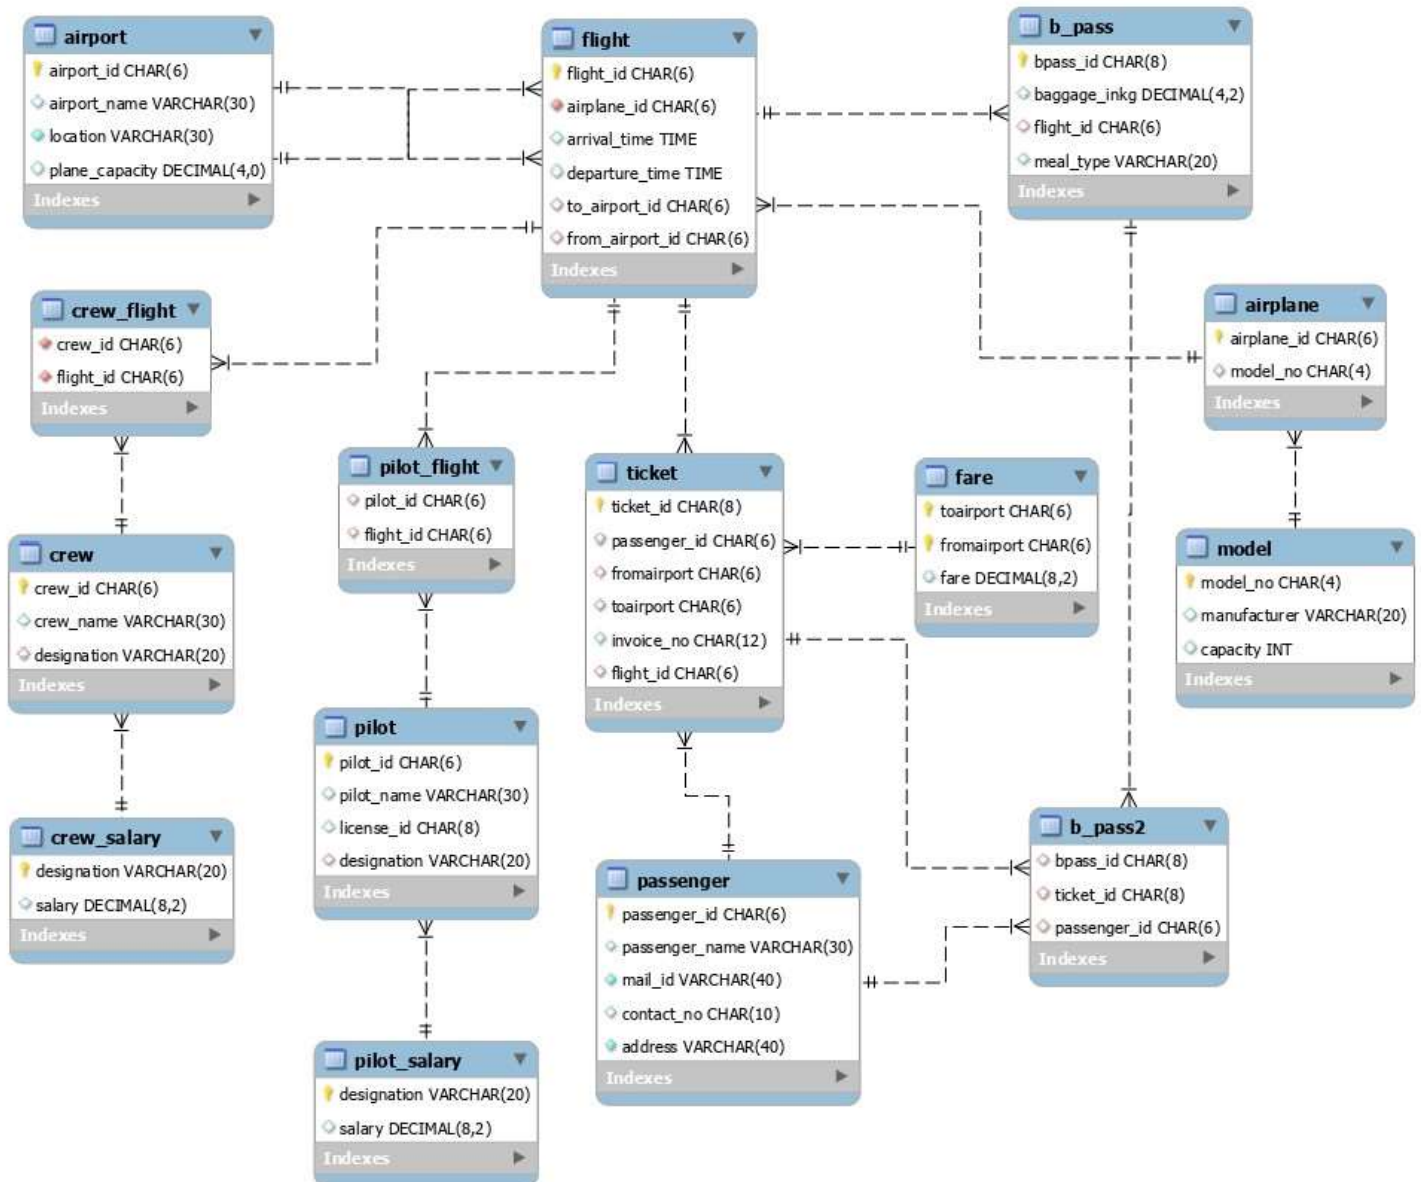 airport
airport_id CHAR(6)
airport_name VARCHAR(30)
location VARCHAR(30)
plane_capacity DECIMAL(4,0)
Indexes
flight
flight_id CHAR(6)
airplane_id CHAR(6)
arrival_time TIME
departure_time TIME
to_airport_id CHAR(6)
from_airport_id CHAR(6)
Indexes
b_pass
bpass_id CHAR(8)
baggage_inkg DECIMAL(4,2)
flight_id CHAR(6)
meal_type VARCHAR(20)
Indexes
crew_flight
crew_id CHAR(6)
flight_id CHAR(6)
Indexes
airplane
airplane_id CHAR(6)
model_no CHAR(4)
Indexes
pilot_flight
pilot_id CHAR(6)
flight_id CHAR(6)
Indexes
ticket
ticket_id CHAR(8)
passenger_id CHAR(6)
fromairport CHAR(6)
toairport CHAR(6)
invoice_no CHAR(12)
flight_id CHAR(6)
Indexes
fare
toairport CHAR(6)
fromairport CHAR(6)
fare DECIMAL(8,2)
Indexes
crew
crew_id CHAR(6)
crew_name VARCHAR(30)
designation VARCHAR(20)
Indexes
model
model_no CHAR(4)
manufacturer VARCHAR(20)
capacity INT
Indexes
pilot
pilot_id CHAR(6)
pilot_name VARCHAR(30)
license_id CHAR(8)
designation VARCHAR(20)
Indexes
crew_salary
designation VARCHAR(20)
salary DECIMAL(8,2)
Indexes
passenger
passenger_id CHAR(6)
passenger_name VARCHAR(30)
mail_id VARCHAR(40)
contact_no CHAR(10)
address VARCHAR(40)
Indexes
b_pass2
bpass_id CHAR(8)
ticket_id CHAR(8)
passenger_id CHAR(6)
Indexes
pilot_salary
designation VARCHAR(20)
salary DECIMAL(8,2)
Indexes